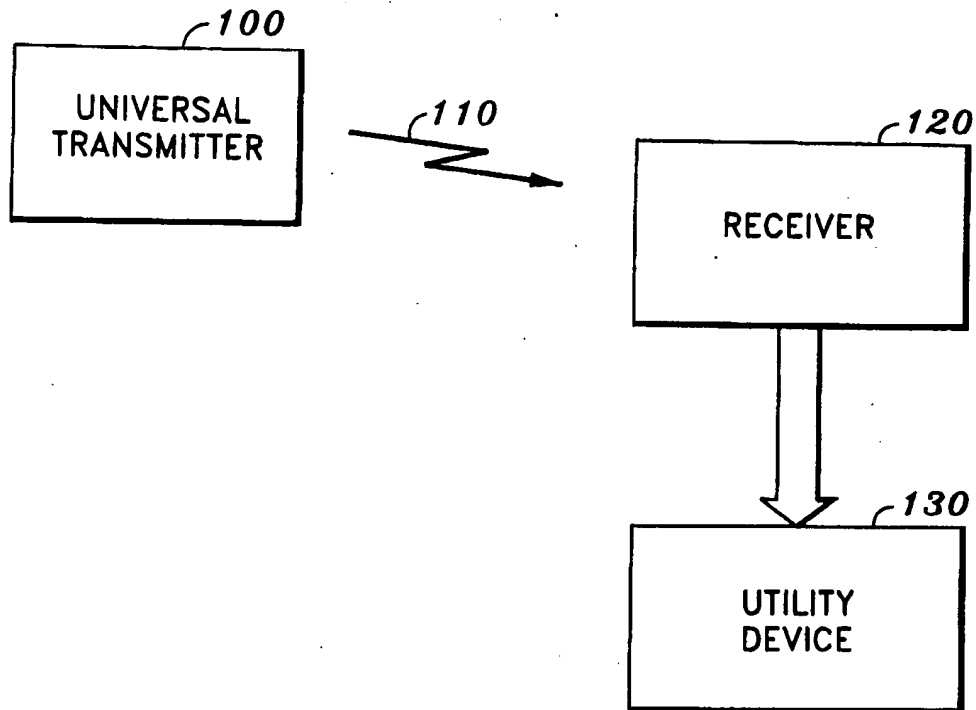 100
UNIVERSAL
TRANSMITTER
110
120
RECEIVER
130
UTILITY
DEVICE